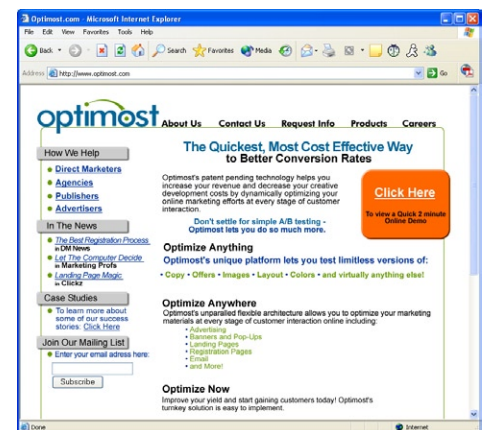 Optimost.com - Microsoft Internet Explorer
File Edit View Favorites Tools Help
Back Search Favorites Media
Address http://www.optimost.com Go
optimost
About Us Contact Us Request Info Products Careers
How We Help
Direct Marketers
Agencies
Publishers
Advertisers
In The News
The Best Registration Process
in DM News
Let The Computer Decide
in Marketing Profs
Landing Page Magic
in Clickz
Case Studies
To learn more about
some of our success
stories: Click Here
Join Our Mailing List
Enter your email adress here:
Subscribe
The Quickest, Most Cost Effective Way
to Better Conversion Rates
Optimost's patent pending technology helps you
increase your revenue and decrease your creative
development costs by dynamically optimizing your
online marketing efforts at every stage of customer
interaction.
Don't settle for simple A/B testing -
Optimost lets you do so much more.
Click Here
To view a Quick 2 minute
Online Demo
Optimize Anything
Optimost's unique platform lets you test limitless versions of:
• Copy • Offers • Images • Layout • Colors • and virtually anything else!
Optimize Anywhere
Optimost's unparalled flexible architecture allows you to optimize your marketing
materials at every stage of customer interaction online including:
• Advertising
• Banners and Pop-Ups
• Landing Pages
• Registration Pages
• Email
• and More!
Optimize Now
Improve your yield and start gaining customers today! Optimost's
turnkey solution is easy to implement.
Done Internet